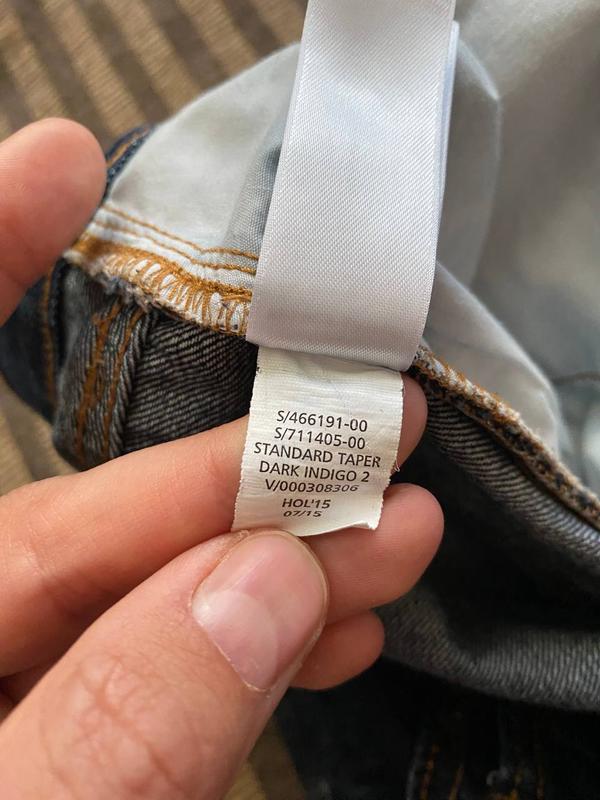 S/466191-00
S/711405-00
STANDARD TAPER
DARK INDIGO 2
V/000308306
HOL'15
07/15